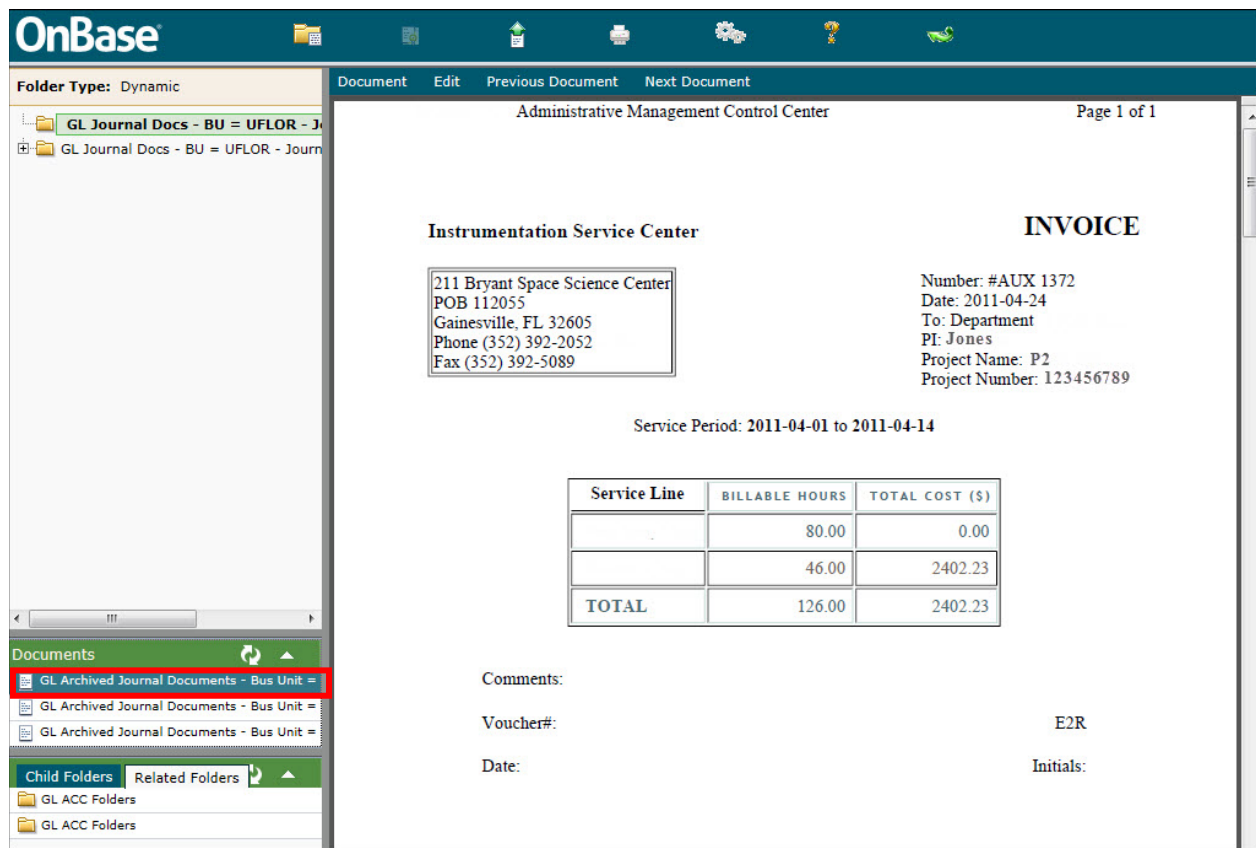 OnBase®
Folder Type: Dynamic
GL Journal Docs - BU = UFLOR - J
GL Journal Docs - BU = UFLOR - Journ
Documents
GL Archived Journal Documents - Bus Unit =
GL Archived Journal Documents - Bus Unit =
GL Archived Journal Documents - Bus Unit =
Child Folders Related Folders
GL ACC Folders
GL ACC Folders
Document Edit Previous Document Next Document
Administrative Management Control Center Page 1 of 1
Instrumentation Service Center
INVOICE
211 Bryant Space Science Center
POB 112055
Gainesville, FL 32605
Phone (352) 392-2052
Fax (352) 392-5089
Number: #AUX 1372
Date: 2011-04-24
To: Department
PI: Jones
Project Name: P2
Project Number: 123456789
Service Period: 2011-04-01 to 2011-04-14
Service Line BILLABLE HOURS TOTAL COST ($)
80.00 0.00
46.00 2402.23
TOTAL 126.00 2402.23
Comments:
Voucher#: E2R
Date: Initials: